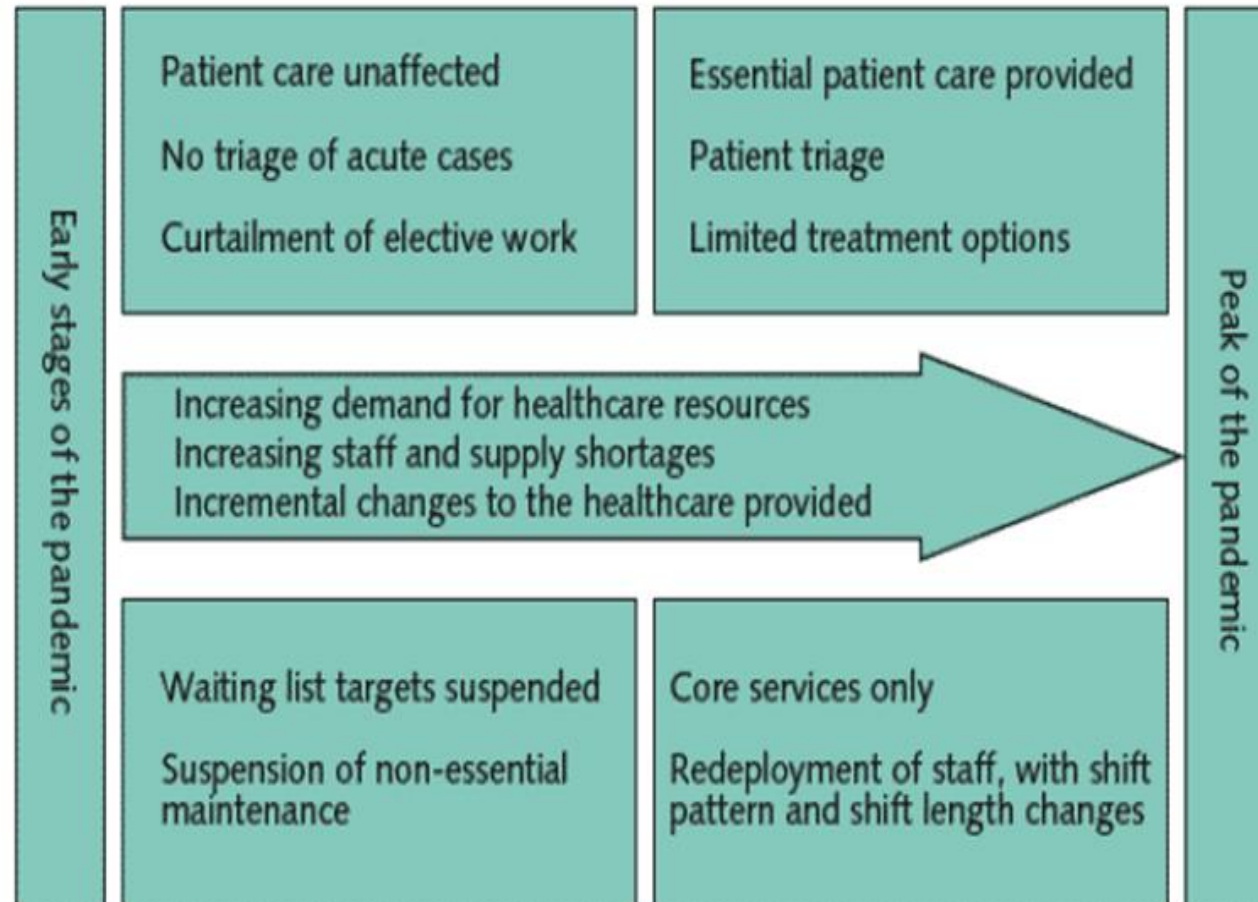 Early stages of the pandemic
Patient care unaffected
No triage of acute cases
Curtailment of elective work
Essential patient care provided
Patient triage
Limited treatment options
Increasing demand for healthcare resources
Increasing staff and supply shortages
Incremental changes to the healthcare provided
Waiting list targets suspended
Suspension of non-essential
maintenance
Core services only
Redeployment of staff, with shift
pattern and shift length changes
Peak of the pandemic